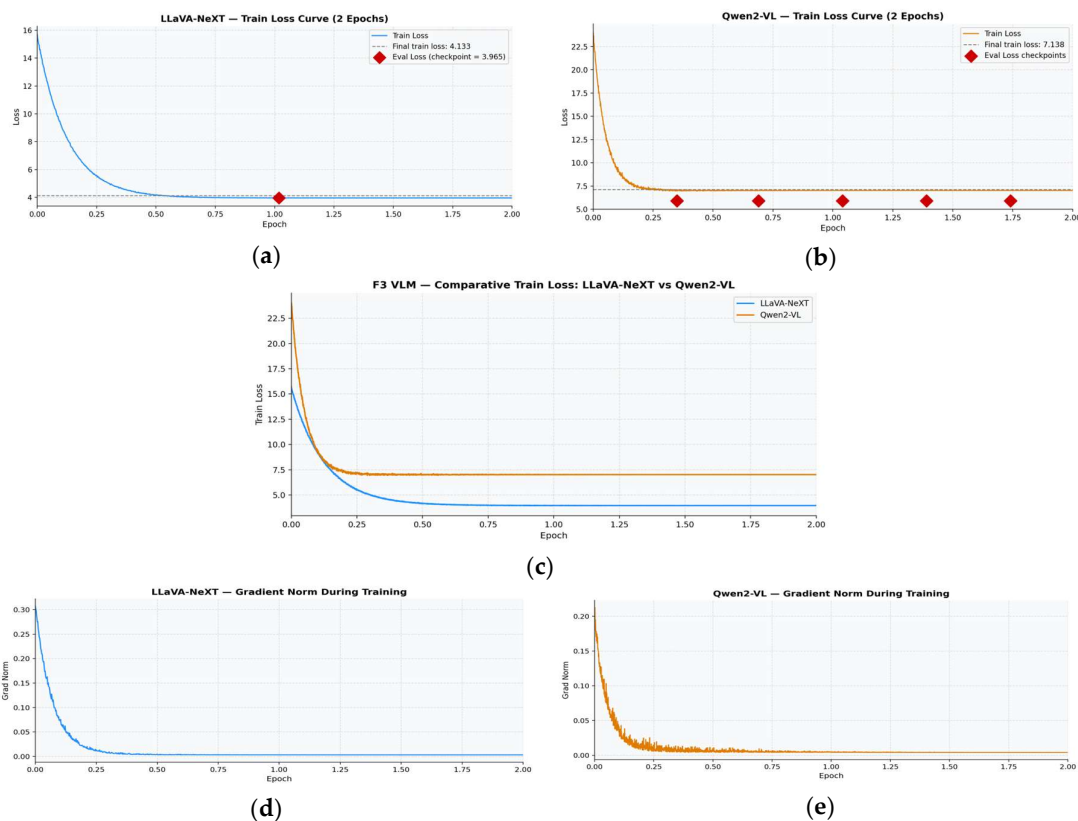 LLaVA-NeXT — Train Loss Curve (2 Epochs)
16
14
12
10
8
6
4
Loss
0.00 0.25 0.50 0.75 1.00 1.25 1.50 1.75 2.00
Epoch
Train Loss
Final train loss: 4.133
Eval Loss (checkpoint = 3.965)
(a)
Qwen2-VL — Train Loss Curve (2 Epochs)
22.5
20.0
17.5
15.0
12.5
10.0
7.5
5.0
Loss
0.00 0.25 0.50 0.75 1.00 1.25 1.50 1.75 2.00
Epoch
Train Loss
Final train loss: 7.138
Eval Loss checkpoints
(b)
F3 VLM — Comparative Train Loss: LLaVA-NeXT vs Qwen2-VL
22.5
20.0
17.5
15.0
12.5
10.0
7.5
5.0
Train Loss
0.00 0.25 0.50 0.75 1.00 1.25 1.50 1.75 2.00
Epoch
LLaVA-NeXT
Qwen2-VL
(c)
LLaVA-NeXT — Gradient Norm During Training
0.30
0.25
0.20
0.15
0.10
0.05
0.00
Grad Norm
0.00 0.25 0.50 0.75 1.00 1.25 1.50 1.75 2.00
Epoch
(d)
Qwen2-VL — Gradient Norm During Training
0.20
0.15
0.10
0.05
0.00
Grad Norm
0.00 0.25 0.50 0.75 1.00 1.25 1.50 1.75 2.00
Epoch
(e)